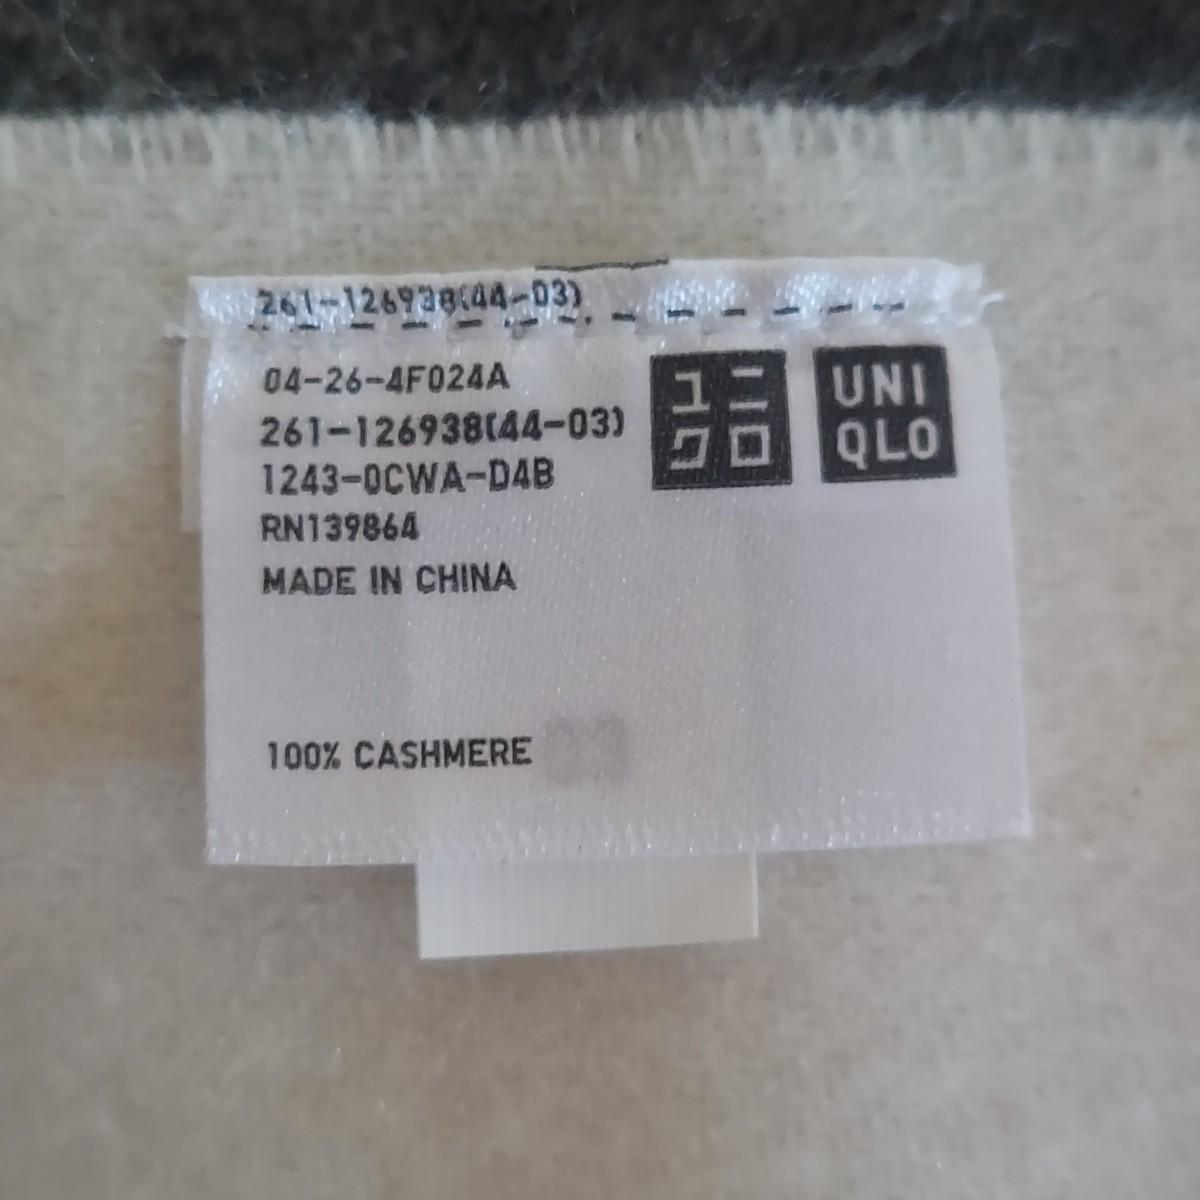 261-126938(44-03)
04-26-4F024A
261-126938(44-03)
1243-0CWA-D4B
RN139864
MADE IN CHINA
ユニ
クロ
UNI
QLO
100% CASHMERE
03